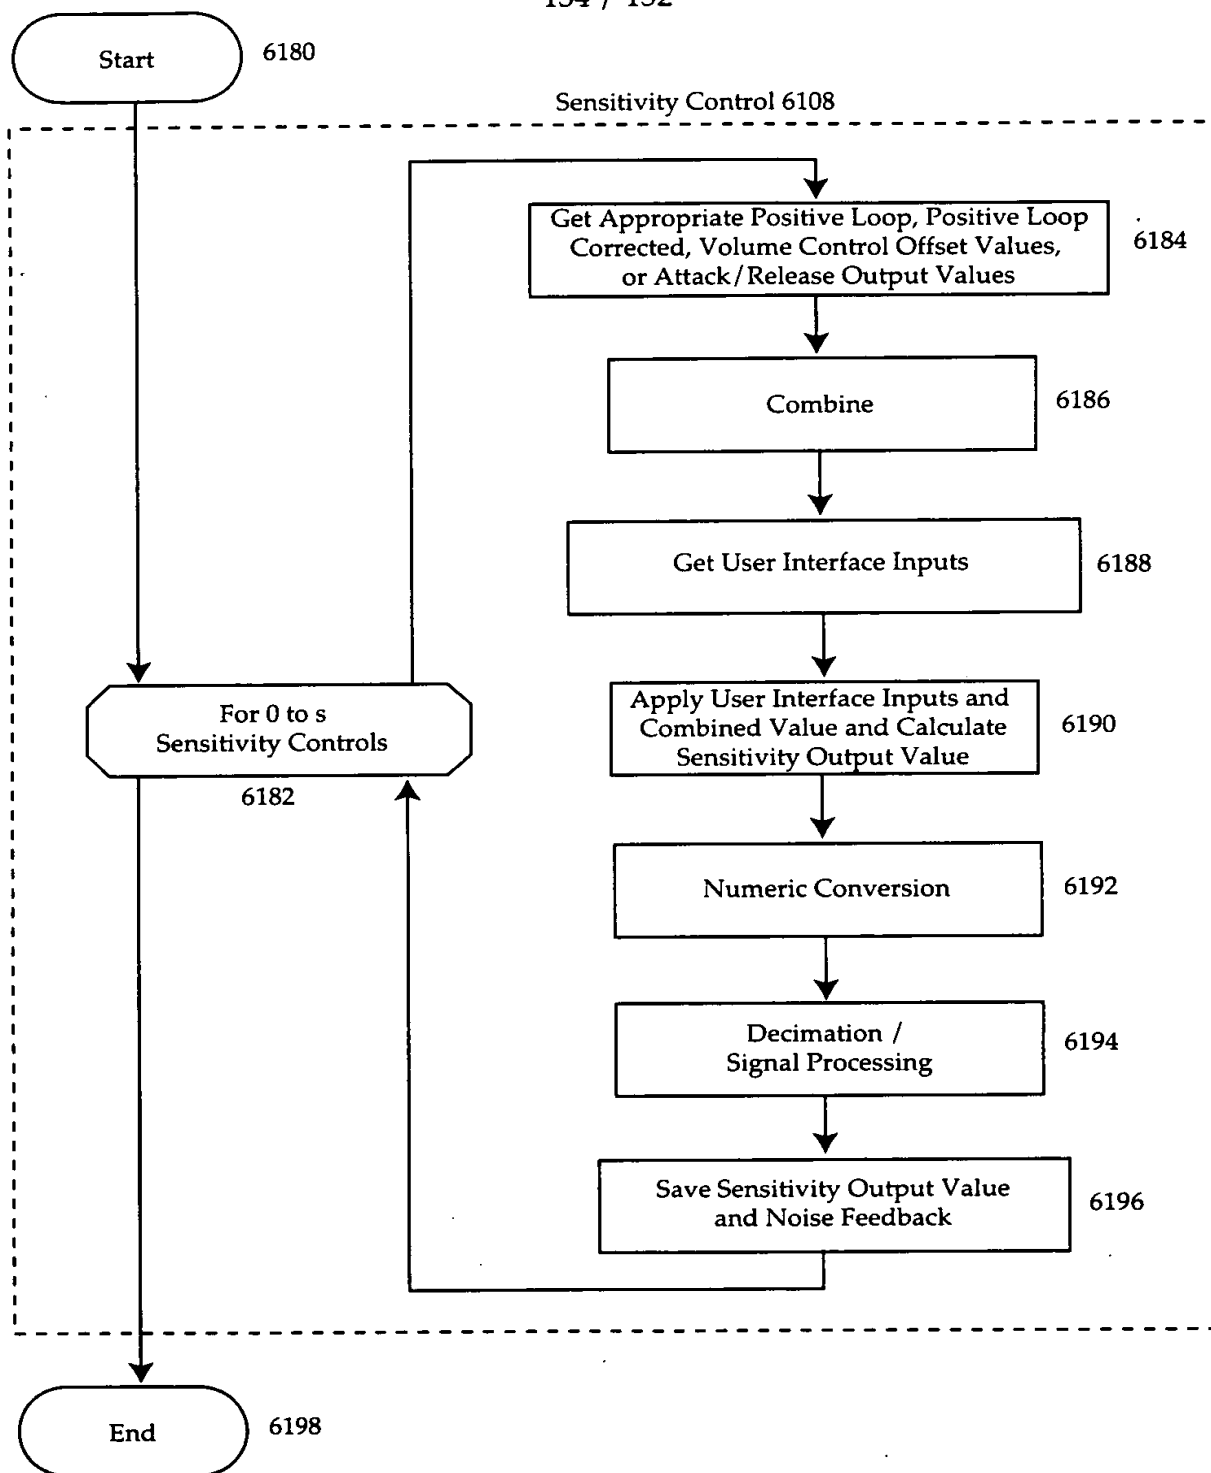 Start
6180
Sensitivity Control 6108
Get Appropriate Positive Loop, Positive Loop
Corrected, Volume Control Offset Values,
or Attack/Release Output Values
6184
Combine
6186
Get User Interface Inputs
6188
For 0 to s
Sensitivity Controls
6182
Apply User Interface Inputs and
Combined Value and Calculate
Sensitivity Output Value
6190
Numeric Conversion
6192
Decimation /
Signal Processing
6194
Save Sensitivity Output Value
and Noise Feedback
6196
End
6198